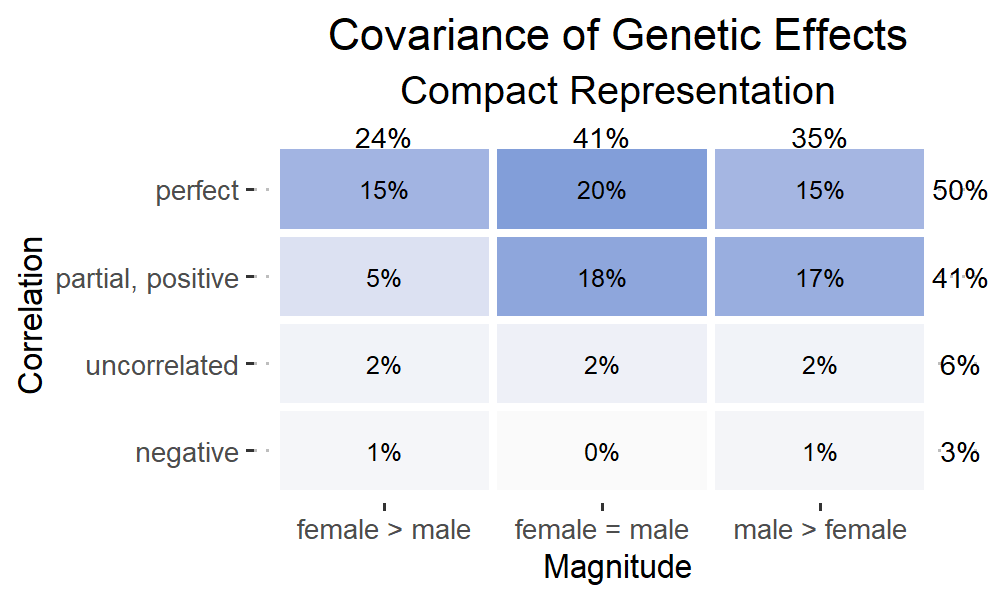 Covariance of Genetic Effects
Compact Representation
24% 41% 35%
perfect 15% 20% 15% 50%
partial, positive 5% 18% 17% 41%
uncorrelated 2% 2% 2% 6%
negative 1% 0% 1% 3%
female > male female = male male > female
Magnitude
Correlation